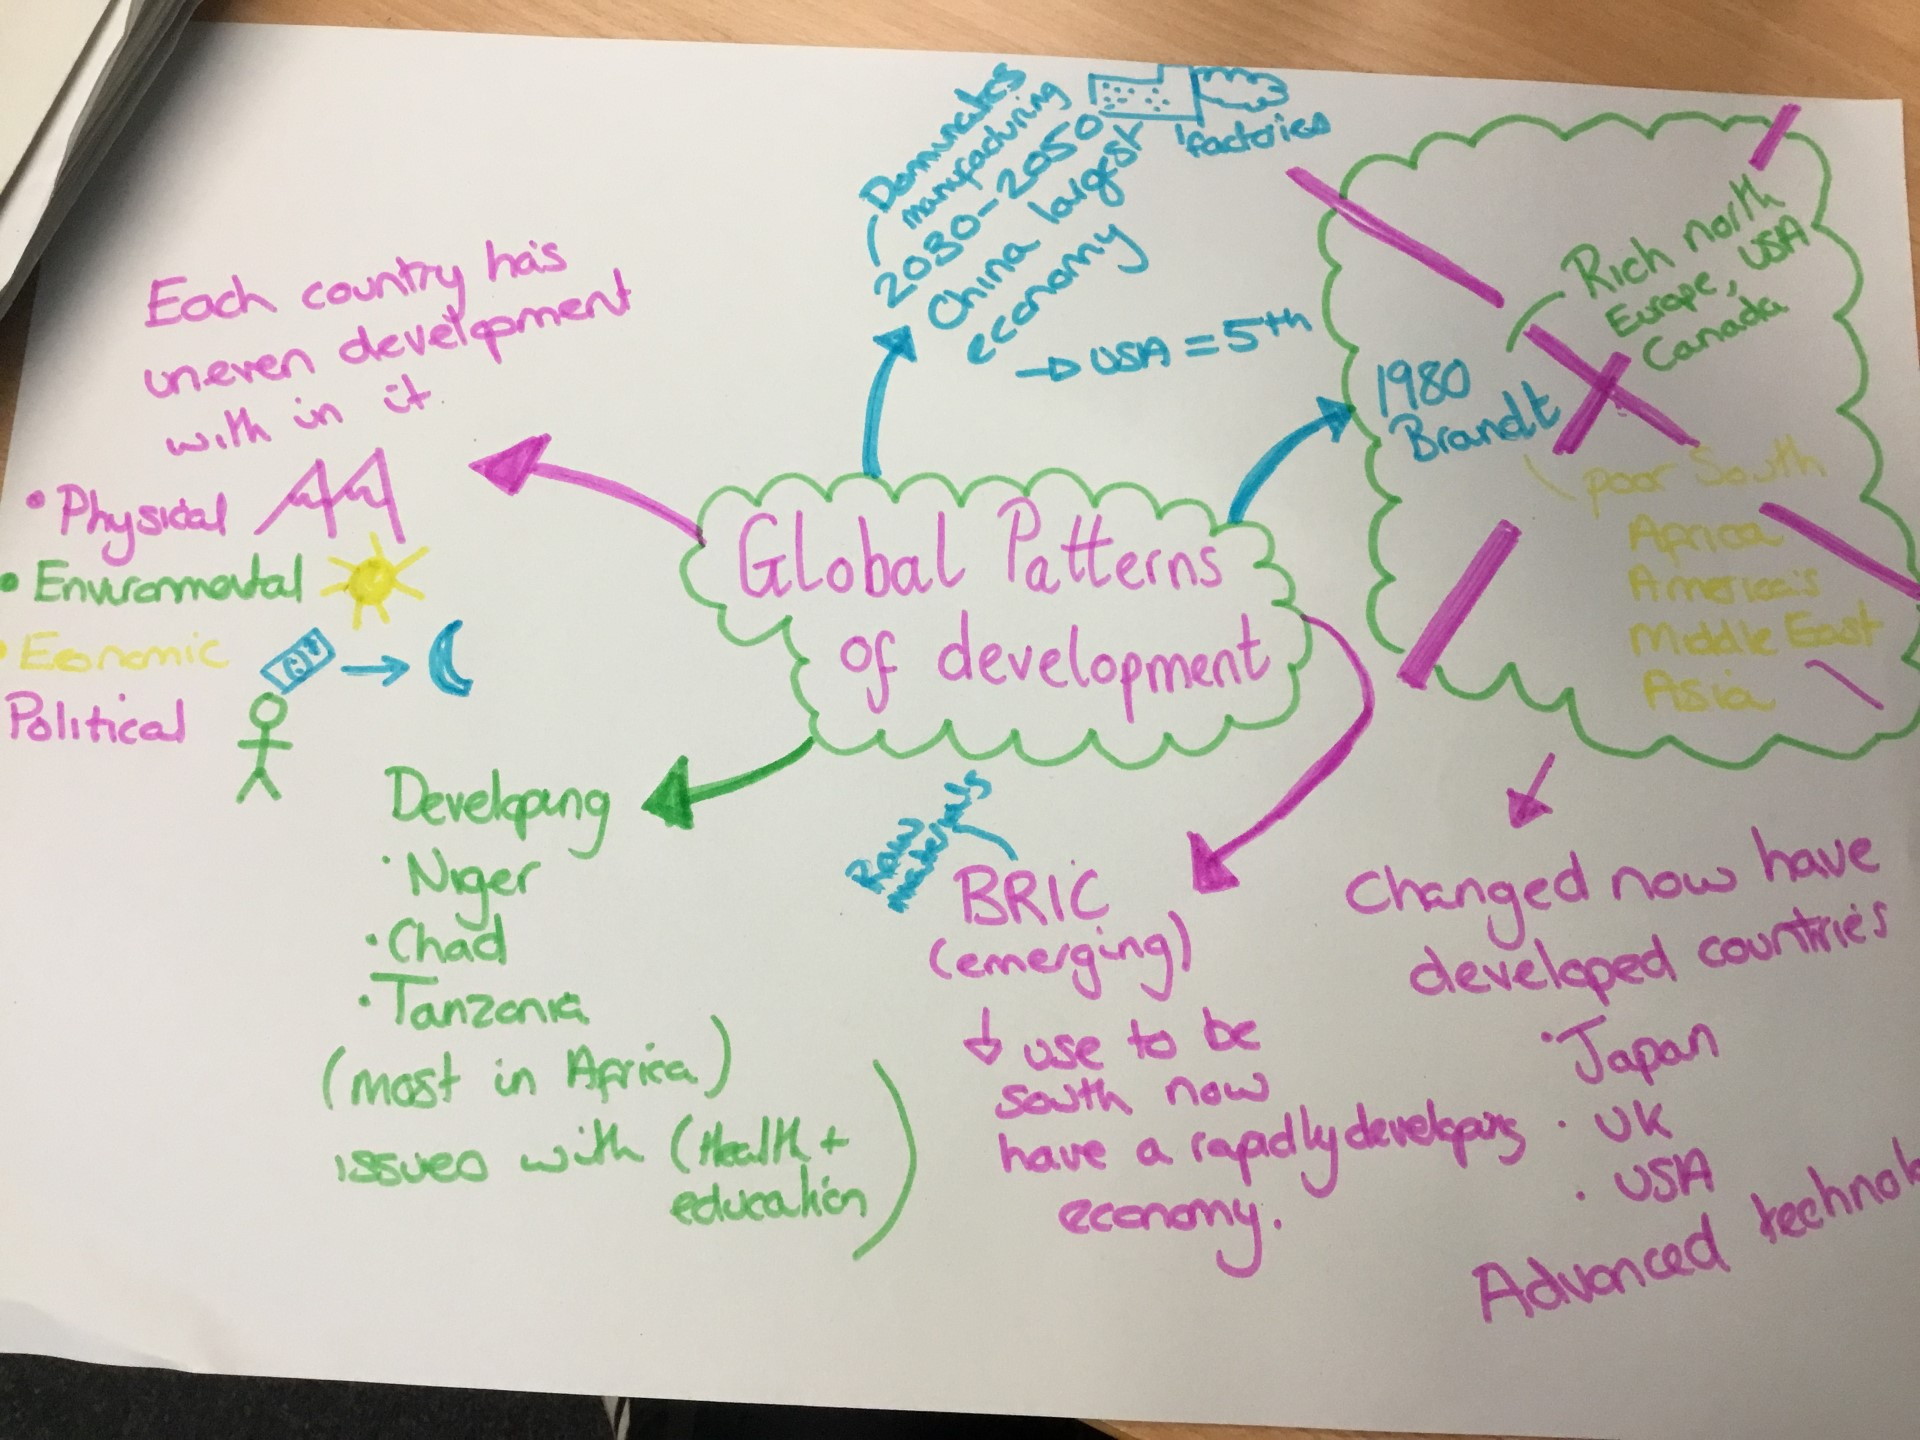 Global Patterns
of development
Each country has
uneven development
with in it
• Physical
• Environmental
• Economic
Political
Dominates
manufacturing
2030-2050
China largest
economy
factories
→ USA = 5th
1980
Brandt
Rich north
Europe, USA
Canada
poor South
Africa
America's
Middle East
Asia
Changed now have
developed countries
· Japan
· UK
· USA
Advanced
Raw
materials
BRIC
(emerging)
↓ use to be
south now
have a rapidly developing
economy.
Developing
· Niger
· Chad
· Tanzania
(most in Africa)
issues with (Health +
education)